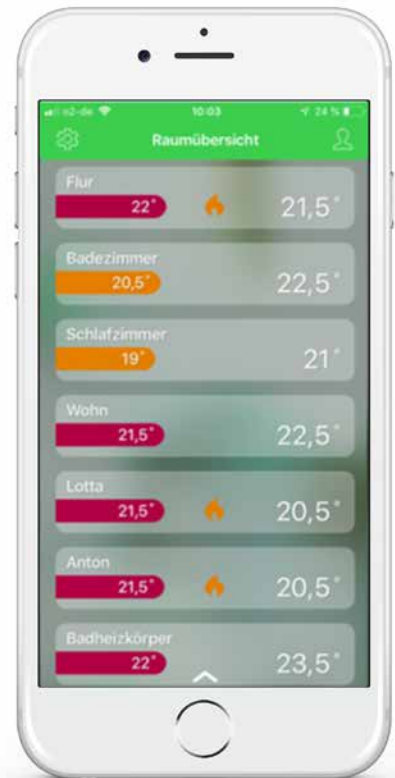 o2-de 10:03 24 %
Raumübersicht
Flur
22° 21,5°
Badezimmer
20,5° 22,5°
Schlafzimmer
19° 21°
Wohn
21,5° 22,5°
Lotta
21,5° 20,5°
Anton
21,5° 20,5°
Badheizkörper
22° 23,5°